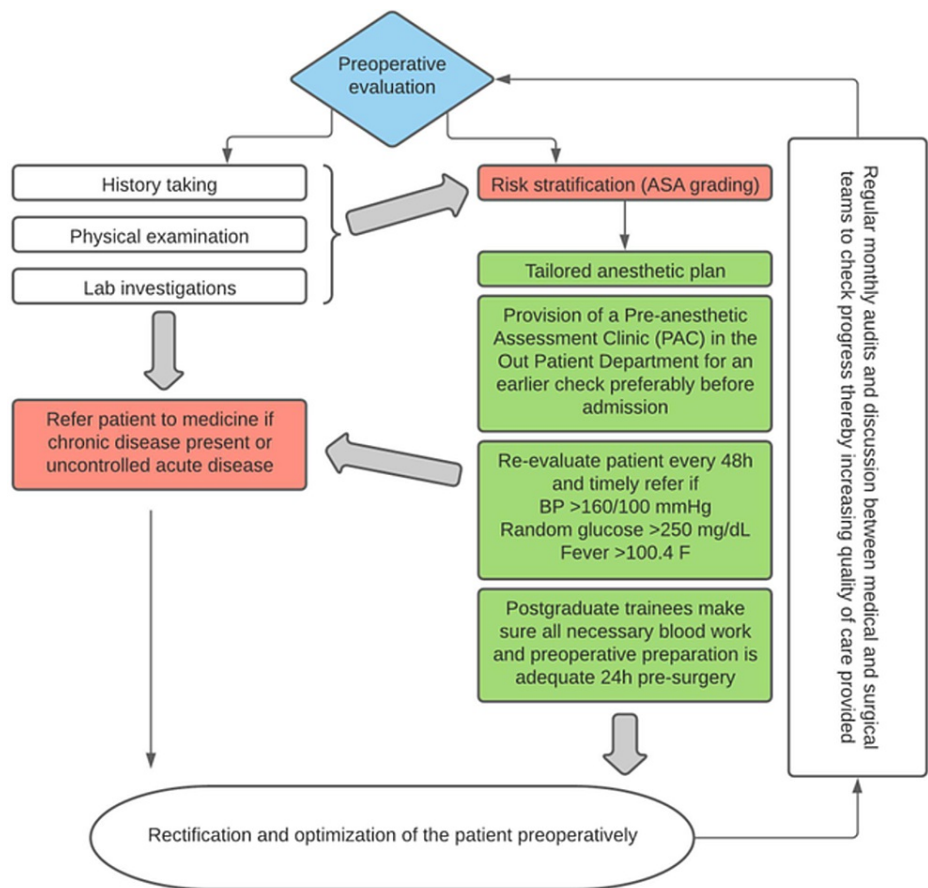 Preoperative
evaluation
History taking
Physical examination
Lab investigations
Refer patient to medicine if
chronic disease present or
uncontrolled acute disease
Risk stratification (ASA grading)
Tailored anesthetic plan
Provision of a Pre-anesthetic
Assessment Clinic (PAC) in the
Out Patient Department for an
earlier check preferably before
admission
Re-evaluate patient every 48h
and timely refer if
BP >160/100 mmHg
Random glucose >250 mg/dL
Fever >100.4 F
Postgraduate trainees make
sure all necessary blood work
and preoperative preparation is
adequate 24h pre-surgery
Rectification and optimization of the patient preoperatively
Regular monthly audits and discussion between medical and surgical
teams to check progress thereby increasing quality of care provided